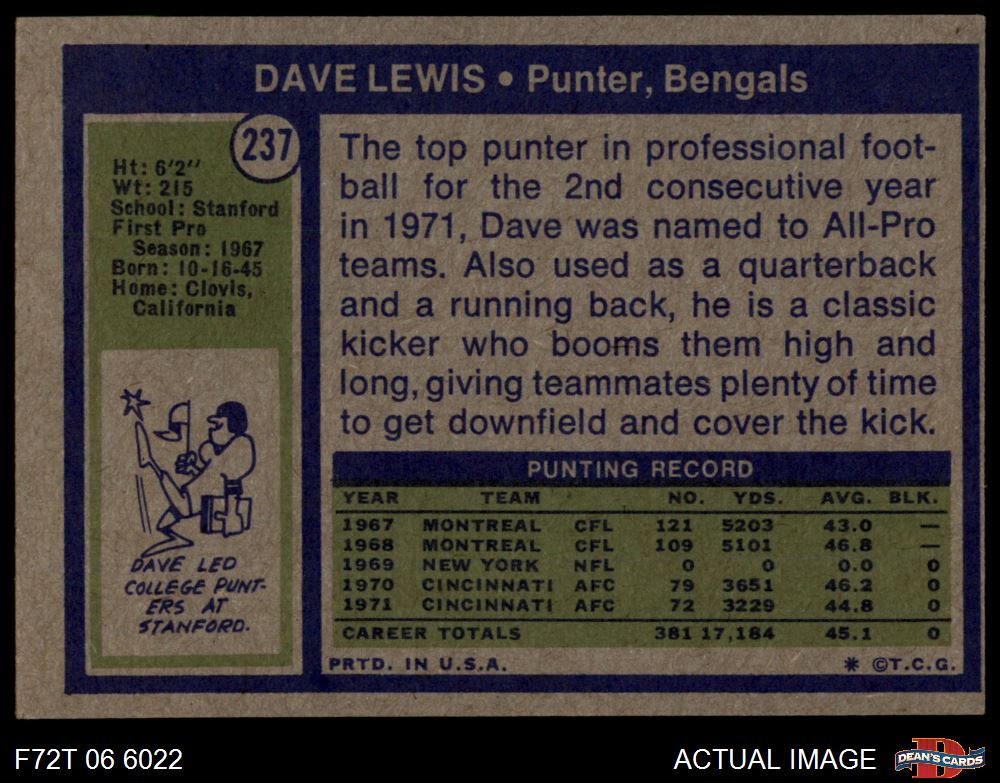 DAVE LEWIS • Punter, Bengals
237
Ht: 6'2"
Wt: 215
School: Stanford
First Pro
Season: 1967
Born: 10-16-45
Home: Clovis,
California
DAVE LED
COLLEGE PUNT-
ERS AT
STANFORD.
The top punter in professional foot-
ball for the 2nd consecutive year
in 1971, Dave was named to All-Pro
teams. Also used as a quarterback
and a running back, he is a classic
kicker who booms them high and
long, giving teammates plenty of time
to get downfield and cover the kick.
PUNTING RECORD
YEAR TEAM NO. YDS. AVG. BLK.
1967 MONTREAL CFL 121 5203 43.0 —
1968 MONTREAL CFL 109 5101 46.8 —
1969 NEW YORK NFL 0 0 0.0 0
1970 CINCINNATI AFC 79 3651 46.2 0
1971 CINCINNATI AFC 72 3229 44.8 0
CAREER TOTALS 381 17,184 45.1 0
PRTD. IN U.S.A. * ©T.C.G.
F72T 06 6022 ACTUAL IMAGE
D
DEAN'S CARDS